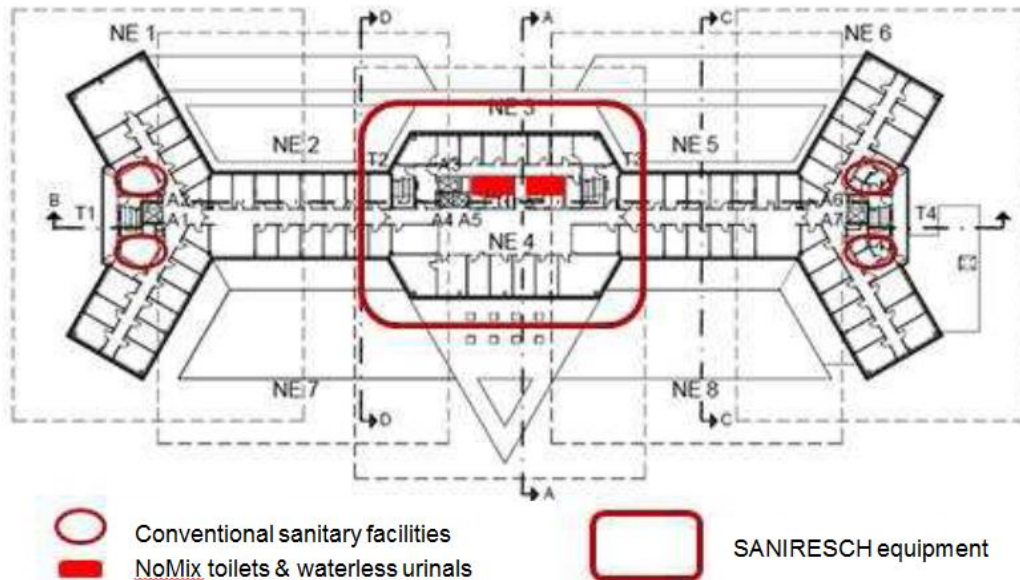 D A C
NE 1 NE 6
NE 3
NE 2 NE 5
T2 A3 T3
B A2 A6
T1 A1 A4 A5 A7 T4
NE 4
NE 7 NE 8
D C
A
Conventional sanitary facilities
NoMix toilets & waterless urinals
SANIRESCH equipment